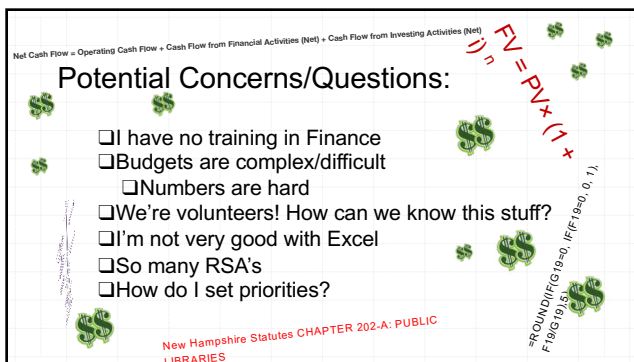 Net Cash Flow = Operating Cash Flow + Cash Flow from Financial Activities (Net) + Cash Flow from Investing Activities (Net)
FV = PV× (1 +
i) n
Potential Concerns/Questions:
❑I have no training in Finance
❑Budgets are complex/difficult
❑Numbers are hard
❑We’re volunteers! How can we know this stuff?
❑I’m not very good with Excel
❑So many RSA’s
❑How do I set priorities?
=ROUND(IF(G19=0, IF(F19=0, 0, 1),
F19/G19),5)
New Hampshire Statutes CHAPTER 202-A: PUBLIC
LIBRARIES